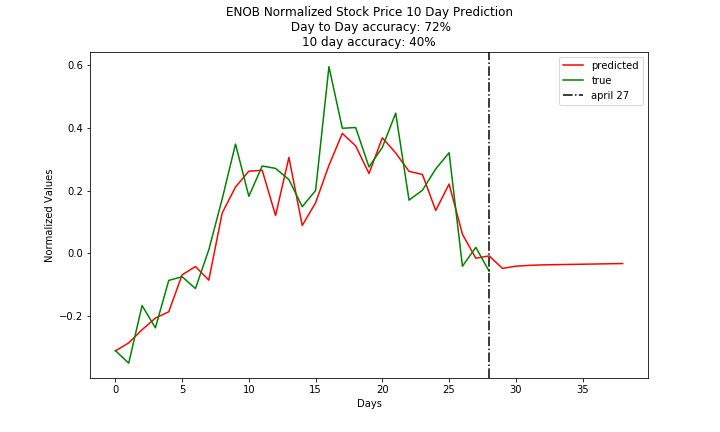 ENOB Normalized Stock Price 10 Day Prediction
Day to Day accuracy: 72%
10 day accuracy: 40%
predicted
true
april 27
Normalized Values
0.6
0.4
0.2
0.0
−0.2
0 5 10 15 20 25 30 35
Days